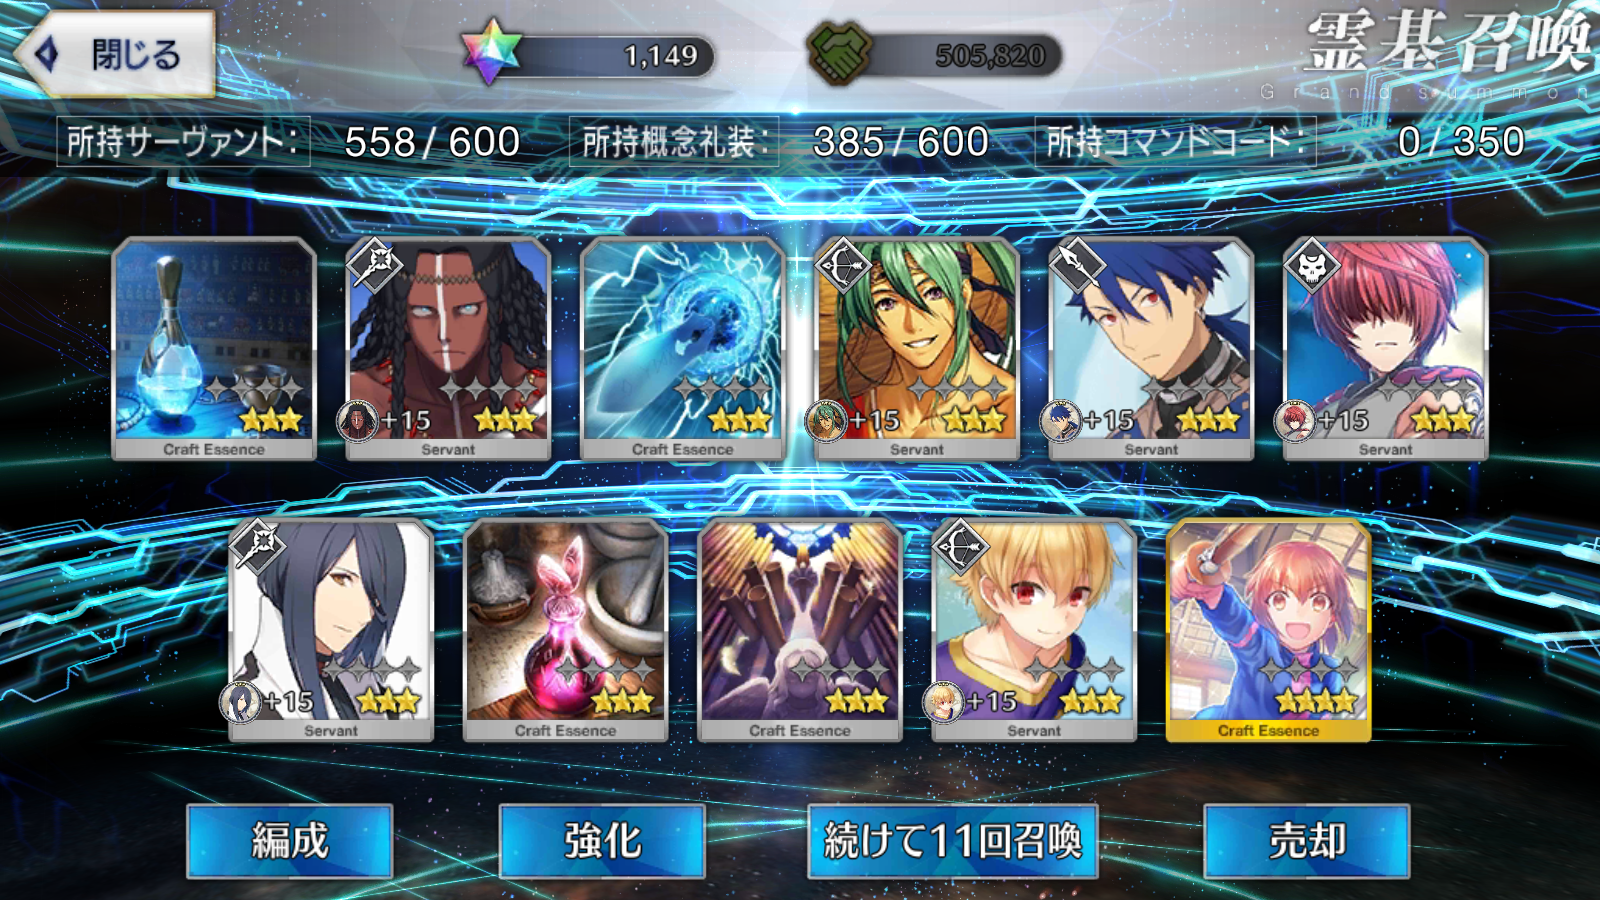 閉じる
1,149
505,820
霊基召喚
Grand summon
所持サーヴァント: 558/600
所持概念礼装: 385/600
所持コマンドコード: 0/350
+15
+15
+15
+15
Craft Essence
Servant
Craft Essence
Servant
Servant
Servant
+15
+15
Servant
Craft Essence
Craft Essence
Servant
Craft Essence
編成
強化
続けて11回召喚
売却